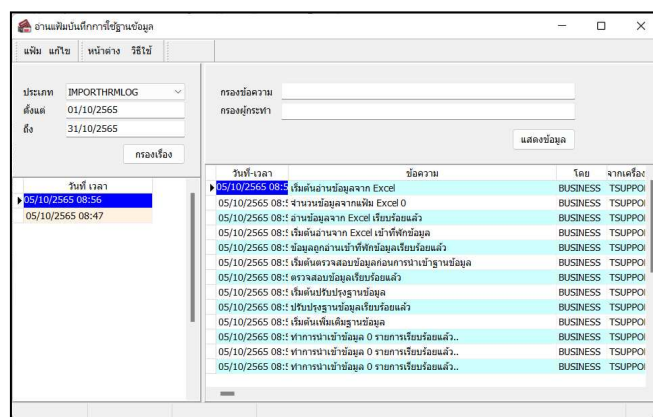 อ่านแฟ้มบันทึกการใช้ฐานข้อมูล
แฟ้ม แก้ไข หน้าต่าง วิธีใช้
ประเภท IMPORTHRMLOG
ตั้งแต่ 01/10/2565
ถึง 31/10/2565
กรองเรื่อง
กรองข้อความ
กรองผู้กระทำ
แสดงข้อมูล
วันที่ เวลา
05/10/2565 08:56
05/10/2565 08:47
วันที่-เวลา ข้อความ โดย จากเครื่อง
05/10/2565 08:5 เริ่มต้นอ่านข้อมูลจาก Excel BUSINESS TSUPPO
05/10/2565 08:5 จำนวนข้อมูลจากแฟ้ม Excel 0 BUSINESS TSUPPO
05/10/2565 08:5 อ่านข้อมูลจาก Excel เรียบร้อยแล้ว BUSINESS TSUPPO
05/10/2565 08:5 เริ่มต้นอ่านจาก Excel เข้าที่พักข้อมูล BUSINESS TSUPPO
05/10/2565 08:5 ข้อมูลถูกอ่านเข้าที่พักข้อมูลเรียบร้อยแล้ว BUSINESS TSUPPO
05/10/2565 08:5 เริ่มต้นตรวจสอบข้อมูลก่อนการนำเข้าฐานข้อมูล BUSINESS TSUPPO
05/10/2565 08:5 ตรวจสอบข้อมูลเรียบร้อยแล้ว BUSINESS TSUPPO
05/10/2565 08:5 เริ่มต้นปรับปรุงฐานข้อมูล BUSINESS TSUPPO
05/10/2565 08:5 ปรับปรุงฐานข้อมูลเรียบร้อยแล้ว BUSINESS TSUPPO
05/10/2565 08:5 เริ่มต้นเพิ่มเติมฐานข้อมูล BUSINESS TSUPPO
05/10/2565 08:5 ทำการนำเข้าข้อมูล 0 รายการเรียบร้อยแล้ว.. BUSINESS TSUPPO
05/10/2565 08:5 ทำการนำเข้าข้อมูล 0 รายการเรียบร้อยแล้ว.. BUSINESS TSUPPO
05/10/2565 08:5 ทำการนำเข้าข้อมูล 0 รายการเรียบร้อยแล้ว.. BUSINESS TSUPPO